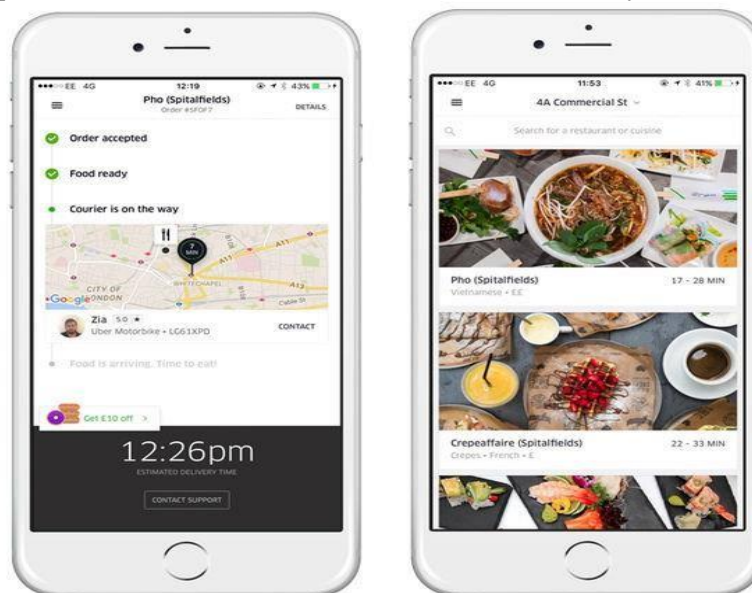 EE 4G 12:19 43%
Pho (Spitalfields)
Order #5F0F7
DETAILS
Order accepted
Food ready
Courier is on the way
7
MIN
A11
A11
CITY OF
LONDON
WHITECHAPEL
Cable St
Google
Zia 5.0 ★
Uber Motorbike • LG61XPD
CONTACT
Food is arriving. Time to eat!
Get £10 off >
12:26pm
ESTIMATED DELIVERY TIME
CONTACT SUPPORT
EE 4G 11:53 41%
4A Commercial St
Search for a restaurant or cuisine
Pho (Spitalfields) 17 - 28 MIN
Vietnamese • ££
Crepeaffaire (Spitalfields) 22 - 33 MIN
Crepes • French • £